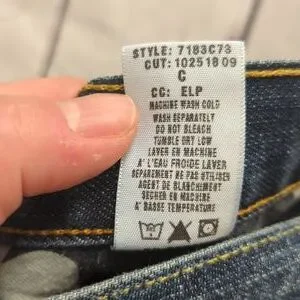 STYLE: 7183C73
CUT: 10251809
C
CC: ELP
MACHINE WASH COLD
WASH SEPARATELY
DO NOT BLEACH
TUMBLE DRY LOW
LAVER EN MACHINE
A L'EAU FROIDE LAVER
SEPAREMENT NE PAS UTILISER
AGENT DE BLANCHIMENT
SECHER EN MACHINE
A BASSE TEMPERATURE